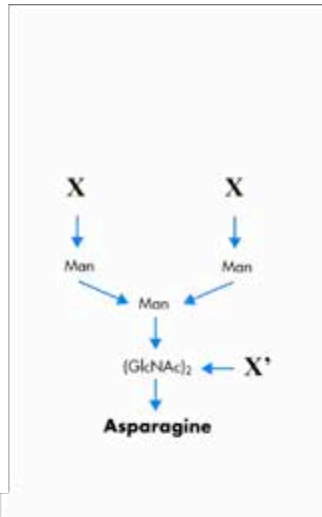 X X
Man Man
Man
(GlcNAc)2 X’
Asparagine